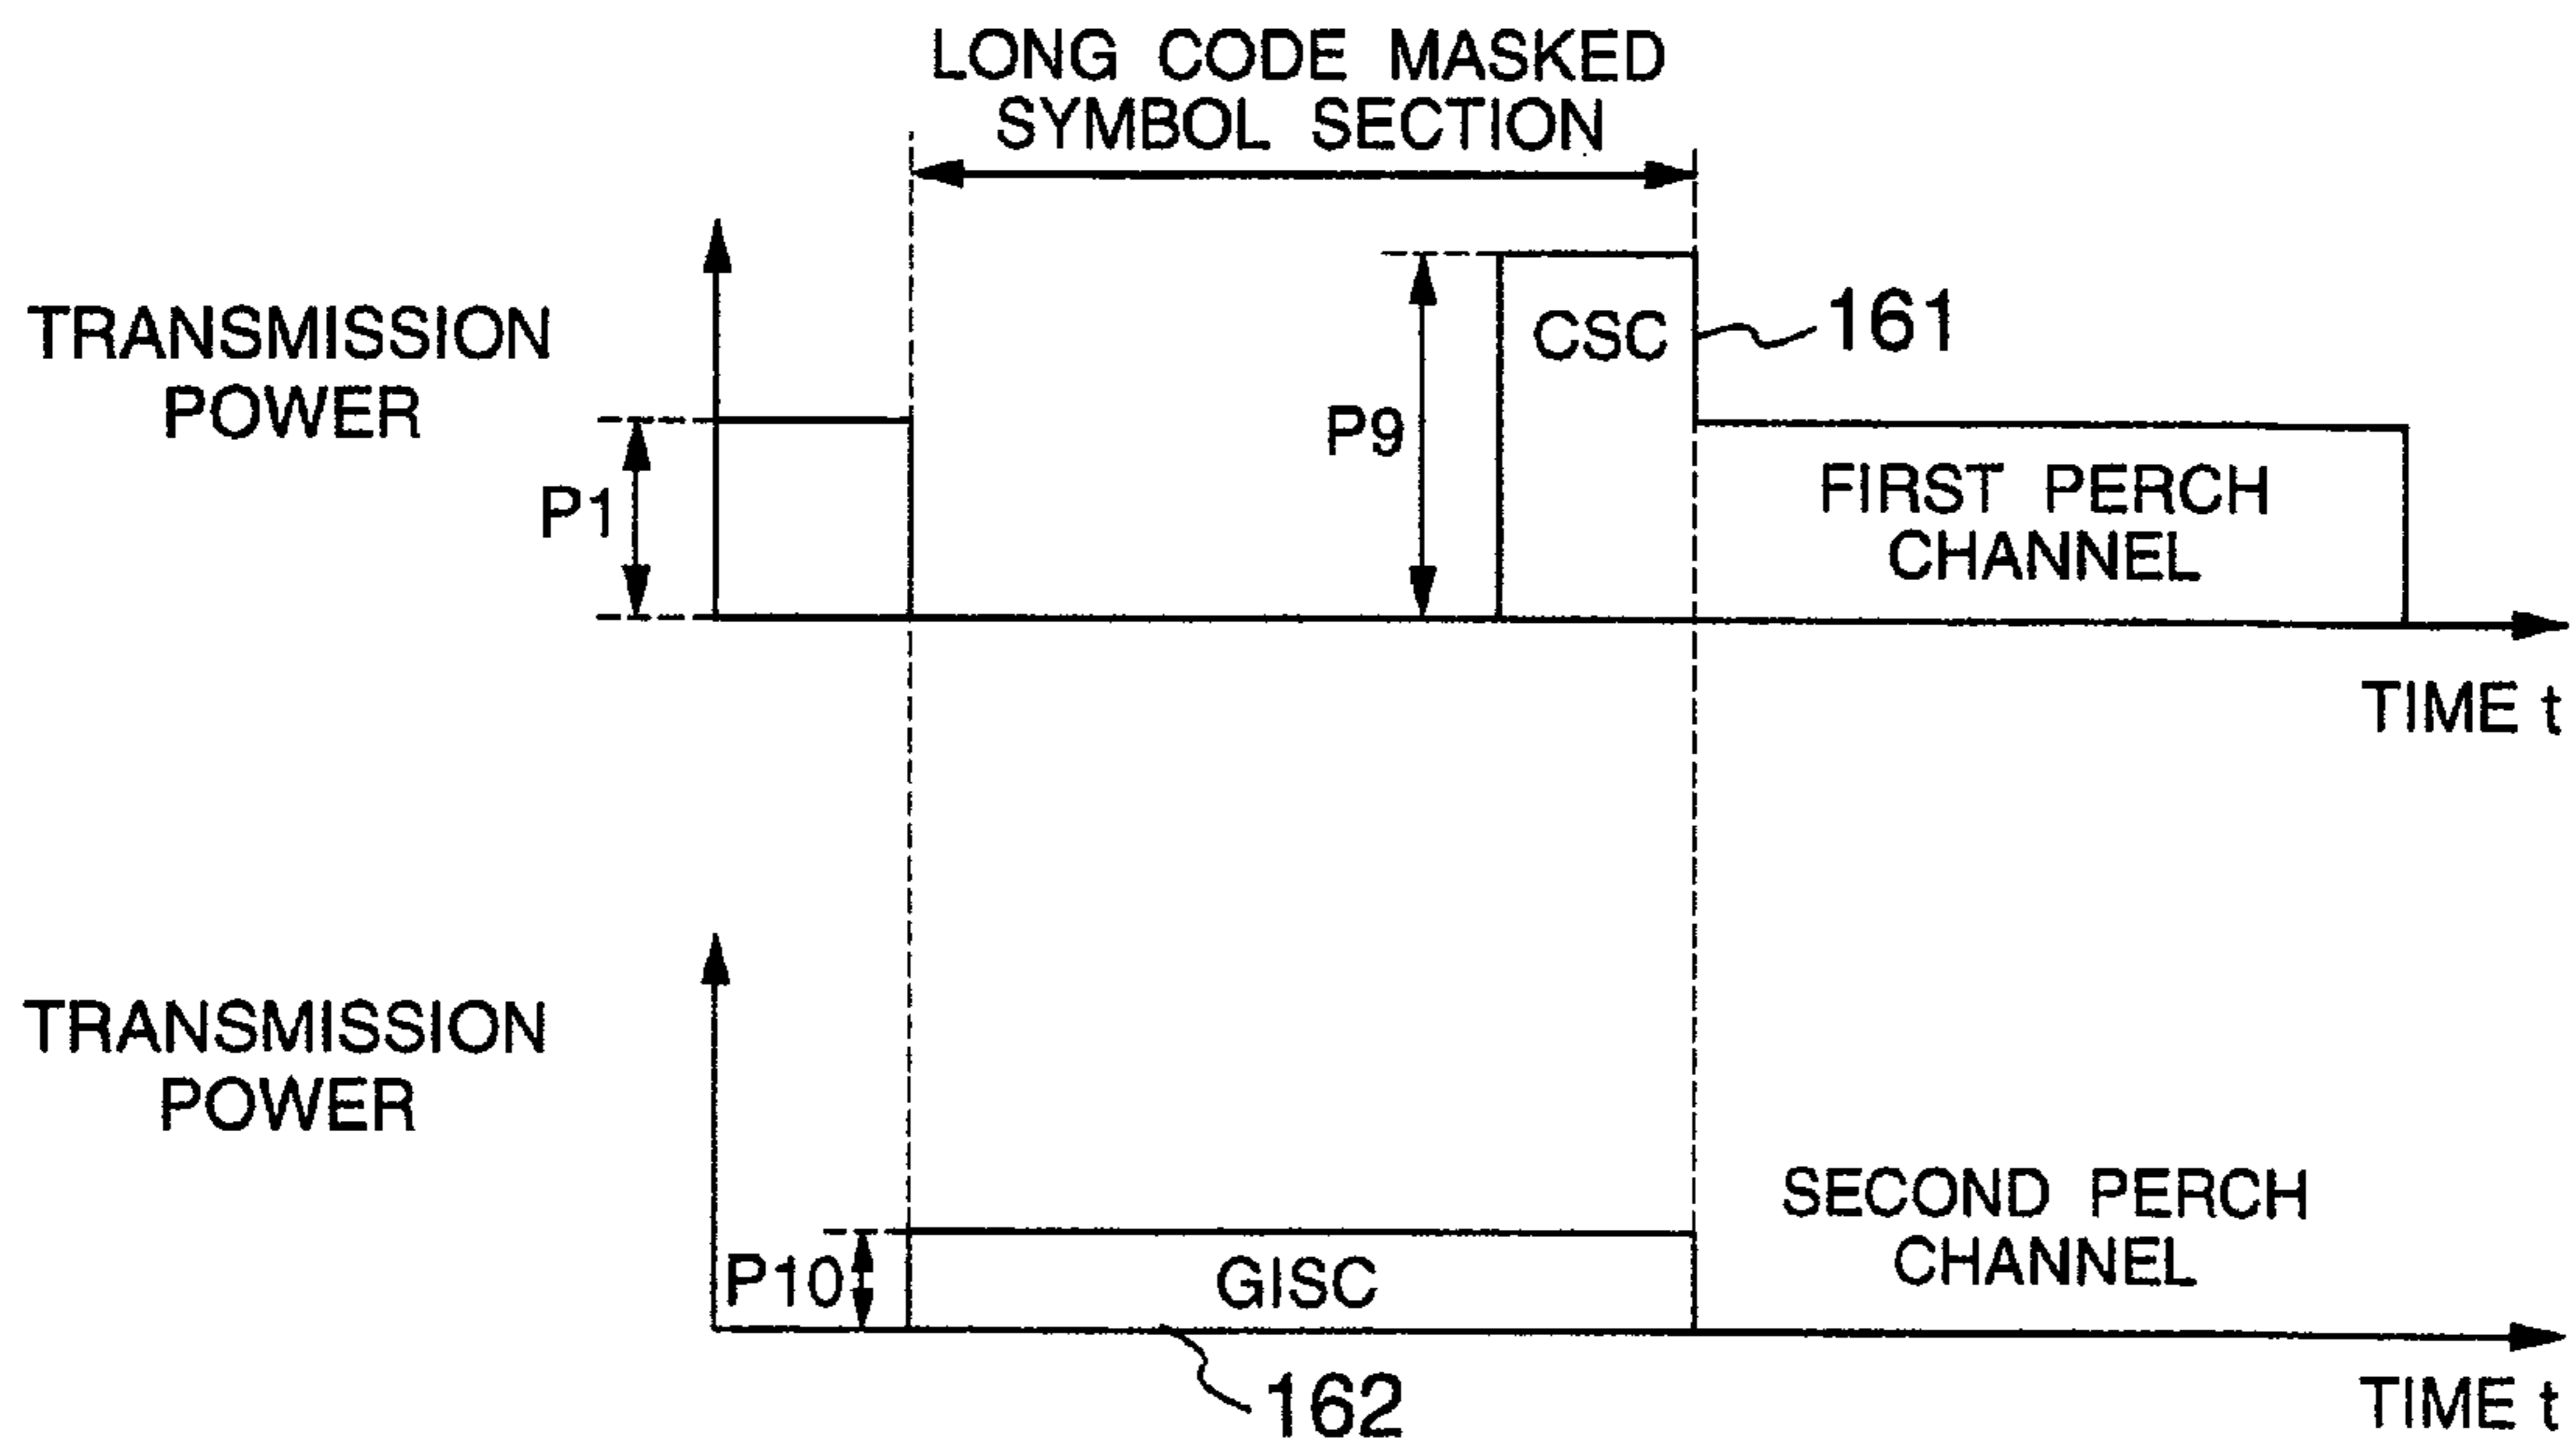 LONG CODE MASKED
SYMBOL SECTION
TRANSMISSION
POWER
P1
P9
CSC
161
FIRST PERCH
CHANNEL
TIME t
TRANSMISSION
POWER
P10
GISC
SECOND PERCH
CHANNEL
162
TIME t